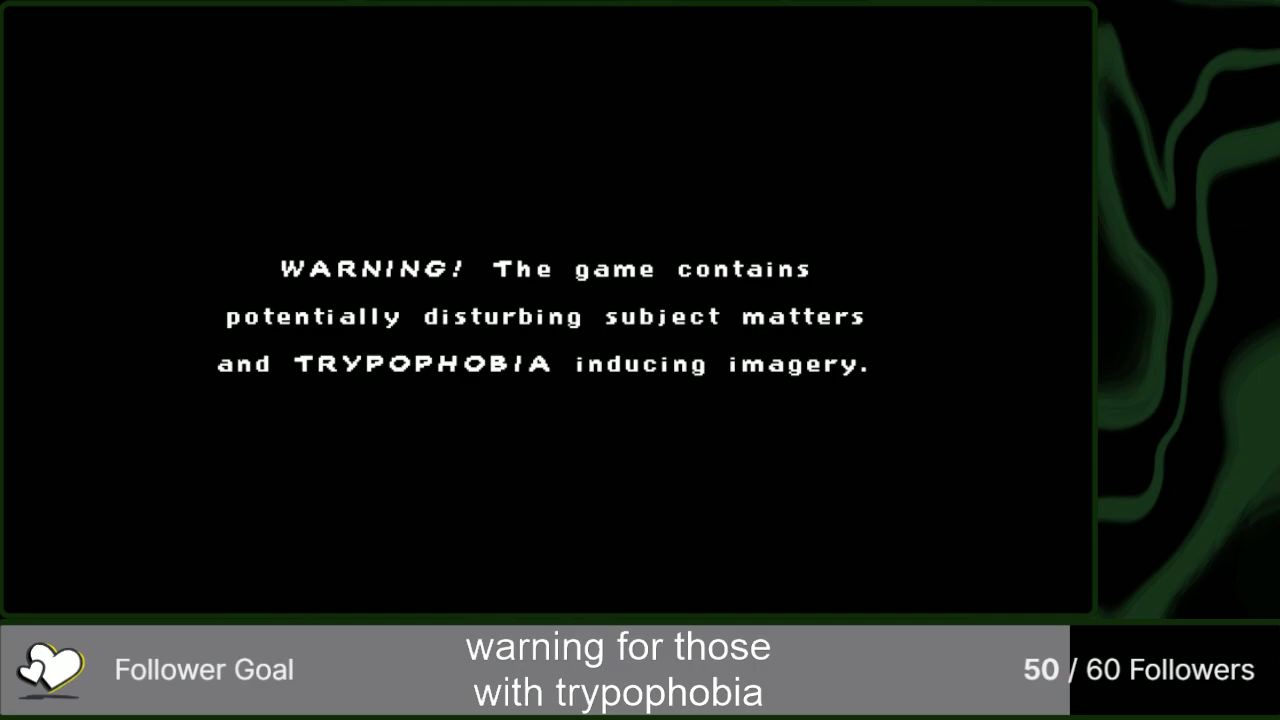 WARNING! The game contains
potentially disturbing subject matters
and TRYPOPHOBIA inducing imagery.
Follower Goal
warning for those
with trypophobia
50 / 60 Followers